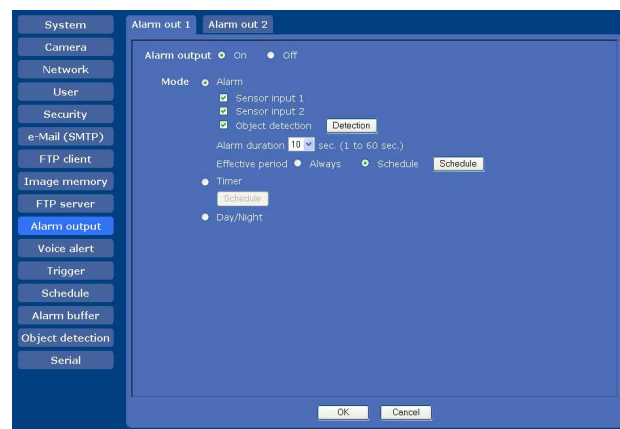 System
Camera
Network
User
Security
e-Mail (SMTP)
FTP client
Image memory
FTP server
Alarm output
Voice alert
Trigger
Schedule
Alarm buffer
Object detection
Serial
Alarm out 1 Alarm out 2
Alarm output On Off
Mode Alarm
Sensor input 1
Sensor input 2
Object detection Detection
Alarm duration 10 sec. (1 to 60 sec.)
Effective period Always Schedule Schedule
Timer
Schedule
Day/Night
OK Cancel